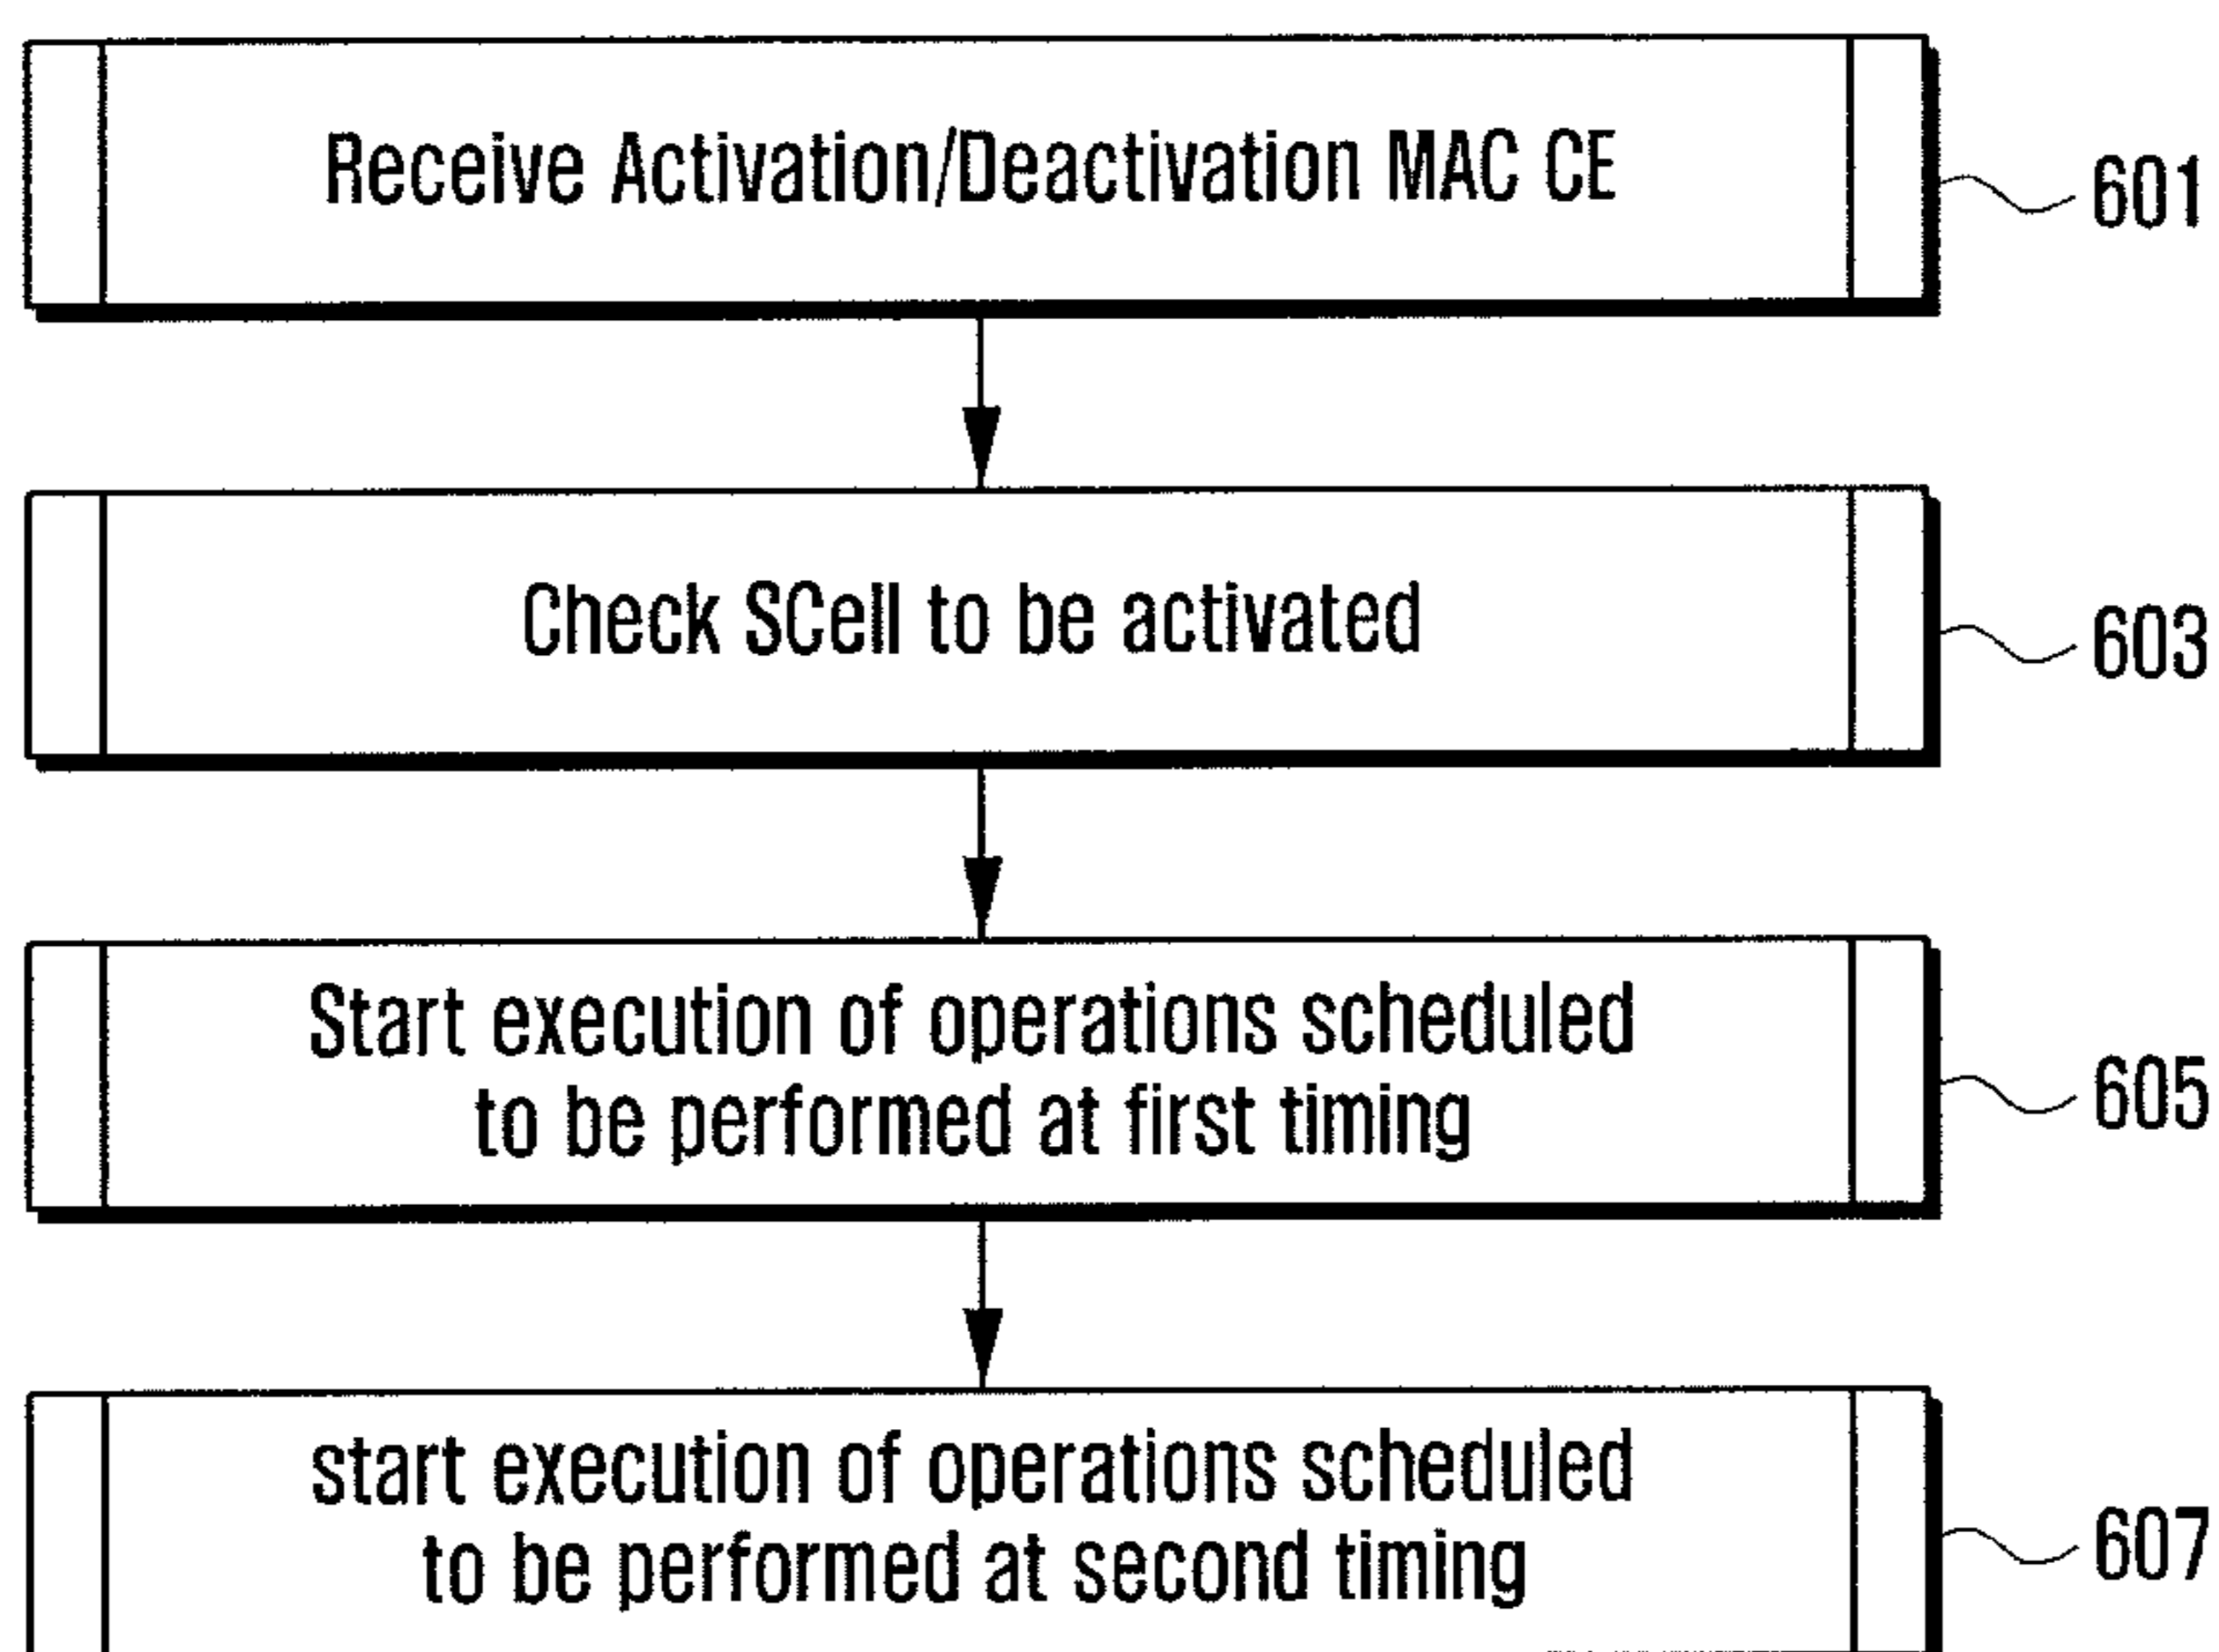 Receive Activation/Deactivation MAC CE
601
Check SCell to be activated
603
Start execution of operations scheduled
to be performed at first timing
605
start execution of operations scheduled
to be performed at second timing
607